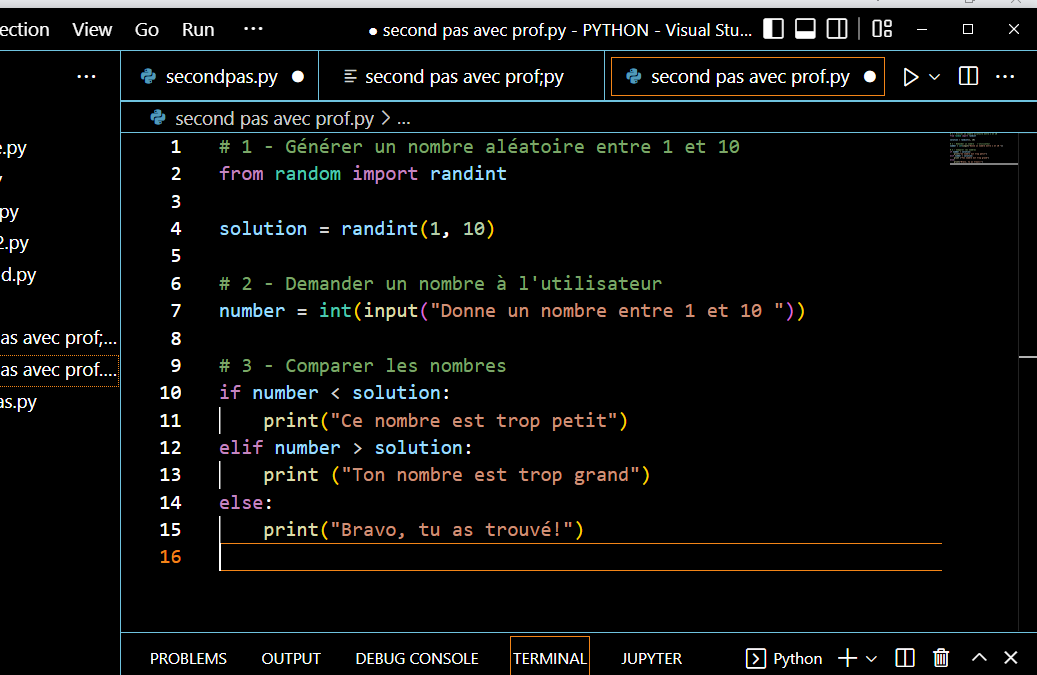 ection View Go Run ··· ● second pas avec prof.py - PYTHON - Visual Stu...
··· secondpas.py ● second pas avec prof;py second pas avec prof.py ● ···
second pas avec prof.py > ...
e.py
py
2.py
d.py
as avec prof;...
as avec prof....
as.py
1 # 1 - Générer un nombre aléatoire entre 1 et 10
2 from random import randint
3
4 solution = randint(1, 10)
5
6 # 2 - Demander un nombre à l'utilisateur
7 number = int(input("Donne un nombre entre 1 et 10 "))
8
9 # 3 - Comparer les nombres
10 if number < solution:
11     print("Ce nombre est trop petit")
12 elif number > solution:
13     print ("Ton nombre est trop grand")
14 else:
15     print("Bravo, tu as trouvé!")
16
PROBLEMS OUTPUT DEBUG CONSOLE TERMINAL JUPYTER Python